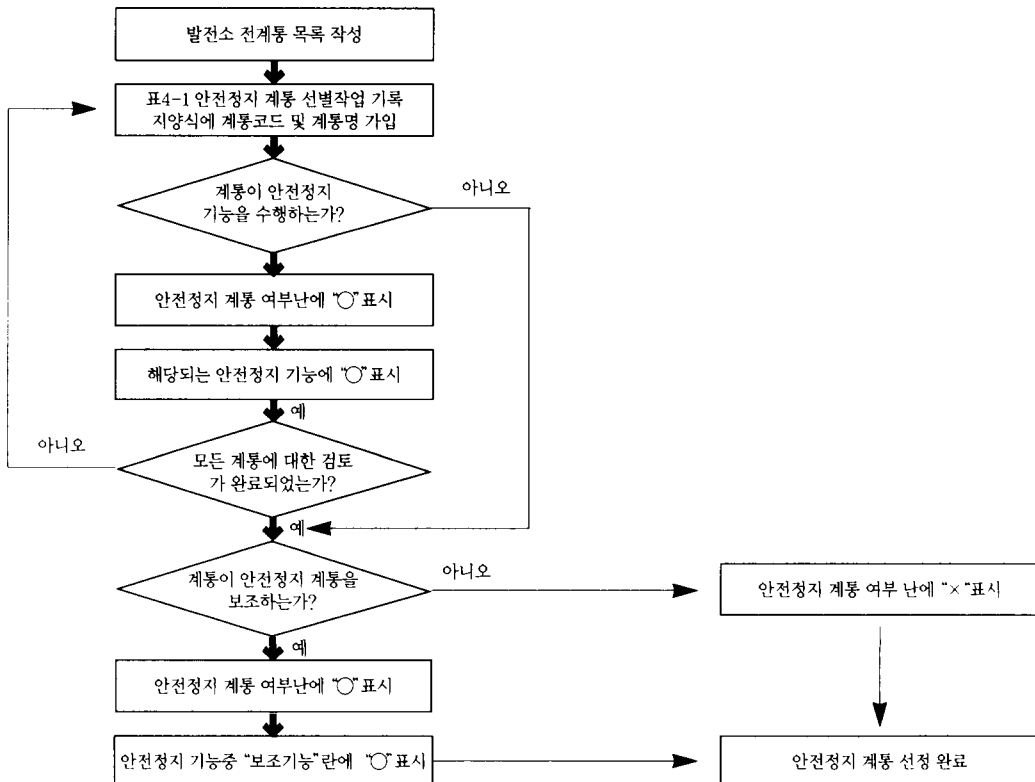 발전소 전계통 목록 작성
표4-1 안전정지 계통 선별작업 기록
지양식에 계통코드 및 계통명 가입
계통이 안전정지
기능을 수행하는가?
아니오
안전정지 계통 여부난에 “○”표시
해당되는 안전정지 기능에 “○”표시
예
아니오
모든 계통에 대한 검토
가 완료되었는가?
예
계통이 안전정지 계통을
보조하는가?
아니오
안전정지 계통 여부 난에 “×“표시
예
안전정지 계통 여부난에 “○”표시
안전정지 기능중 “보조기능”란에 “○”표시
안전정지 계통 선정 완료